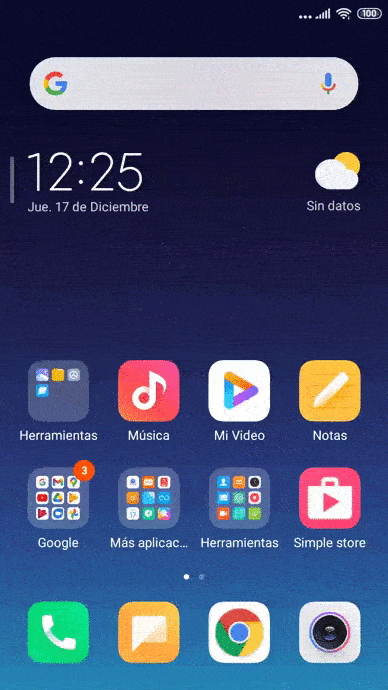 100
12:25
Jue. 17 de Diciembre
Sin datos
Herramientas
Música
Mi Video
Notas
3
Google
Más aplicac...
Herramientas
Simple store